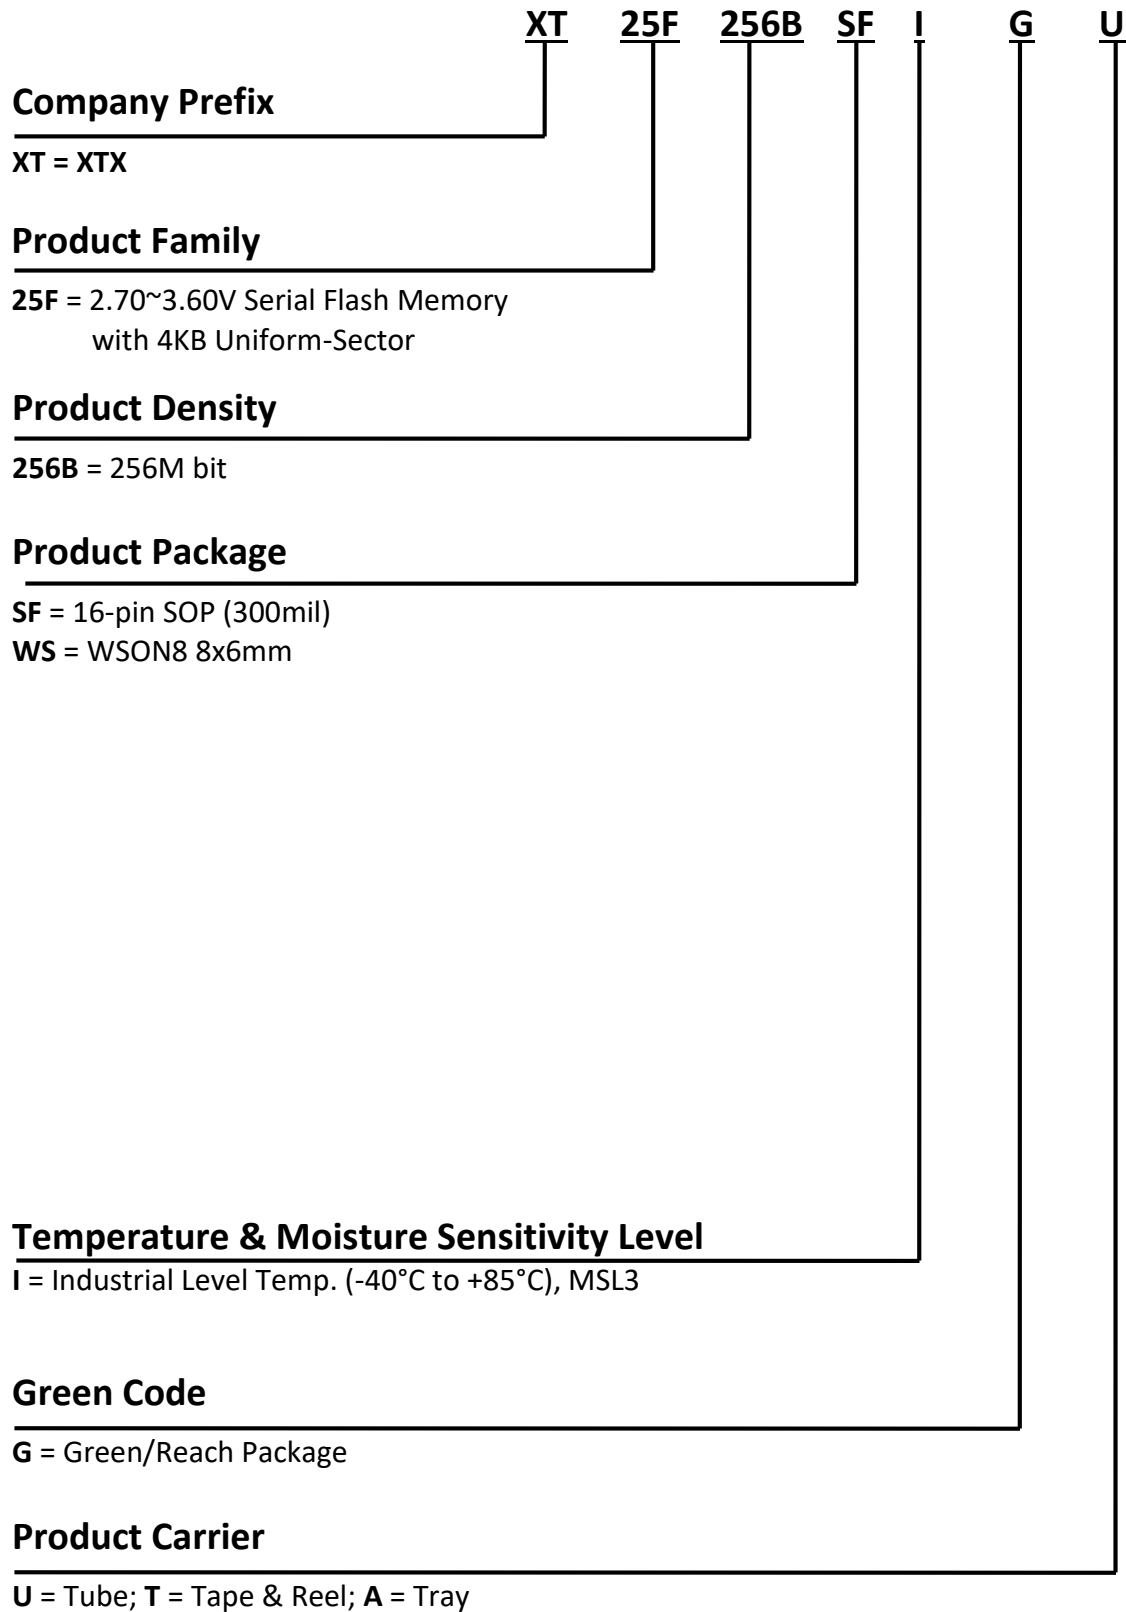 XT 25F 256B SF I G U
Company Prefix
XT = XTX
Product Family
25F = 2.70~3.60V Serial Flash Memory
with 4KB Uniform-Sector
Product Density
256B = 256M bit
Product Package
SF = 16-pin SOP (300mil)
WS = WSON8 8x6mm
Temperature & Moisture Sensitivity Level
I = Industrial Level Temp. (-40°C to +85°C), MSL3
Green Code
G = Green/Reach Package
Product Carrier
U = Tube; T = Tape & Reel; A = Tray